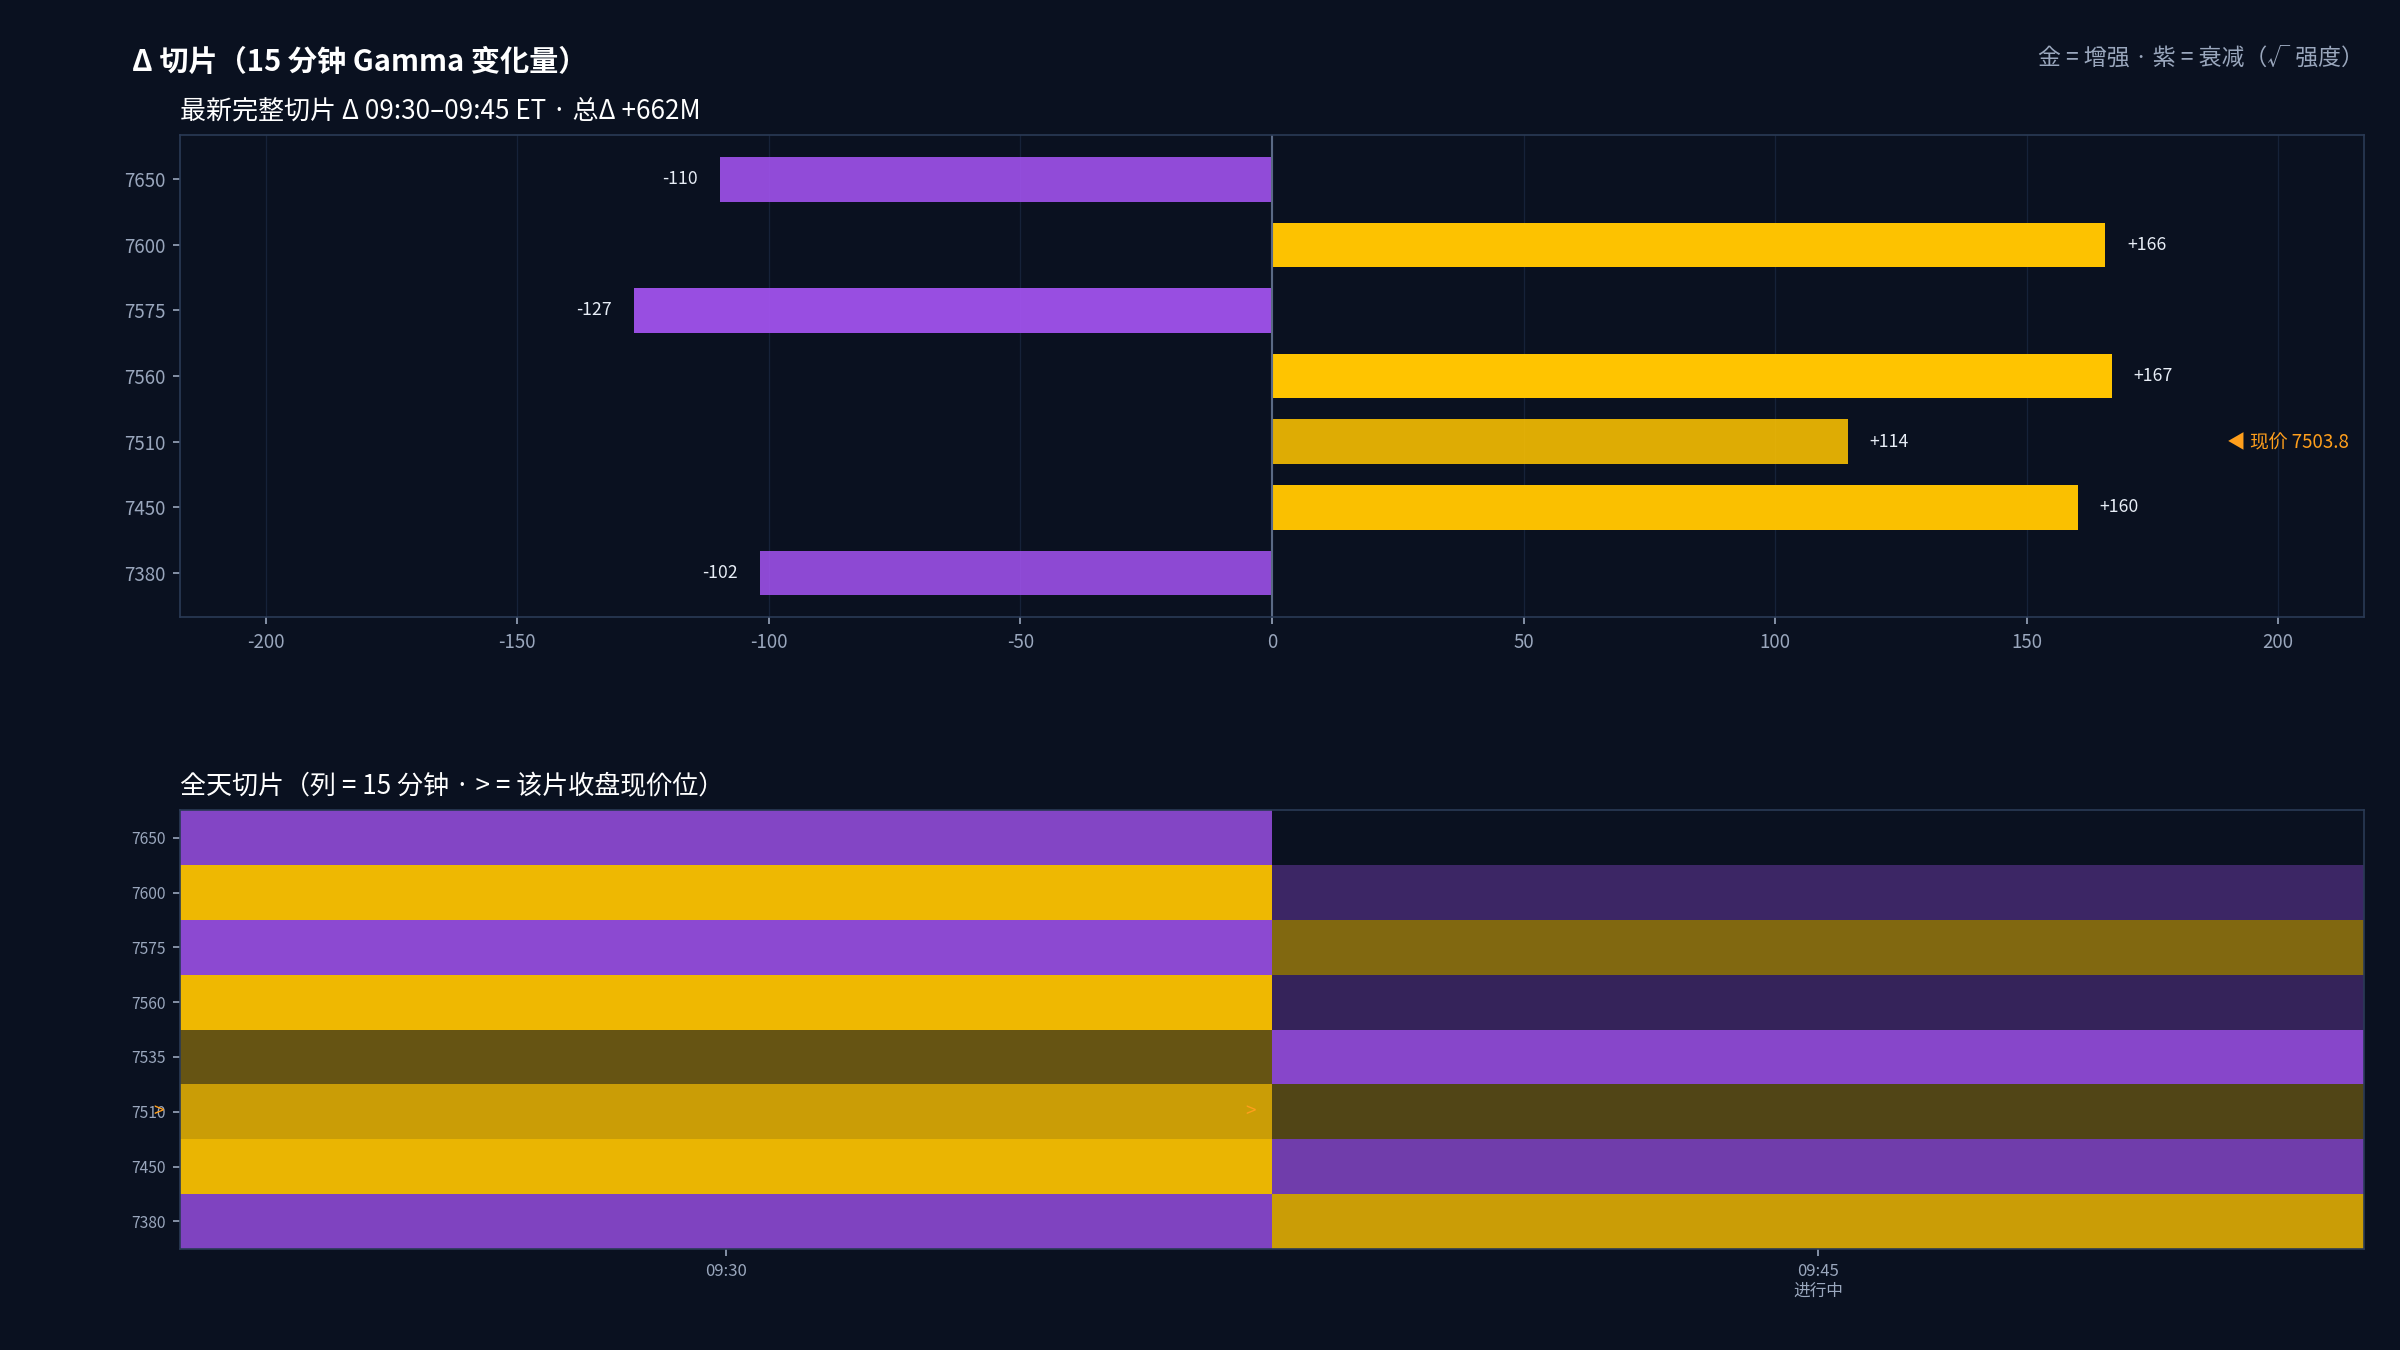 Δ 切片（15 分钟 Gamma 变化量）
金 = 增强 · 紫 = 衰减（√ 强度）
最新完整切片 Δ 09:30–09:45 ET · 总Δ +662M
7650
-110
7600
+166
7575
-127
7560
+167
7510
+114
◀ 现价 7503.8
7450
+160
7380
-102
-200 -150 -100 -50 0 50 100 150 200
全天切片（列 = 15 分钟 · > = 该片收盘现价位）
7650
7600
7575
7560
7535
7510 > >
7450
7380
09:30 09:45
进行中